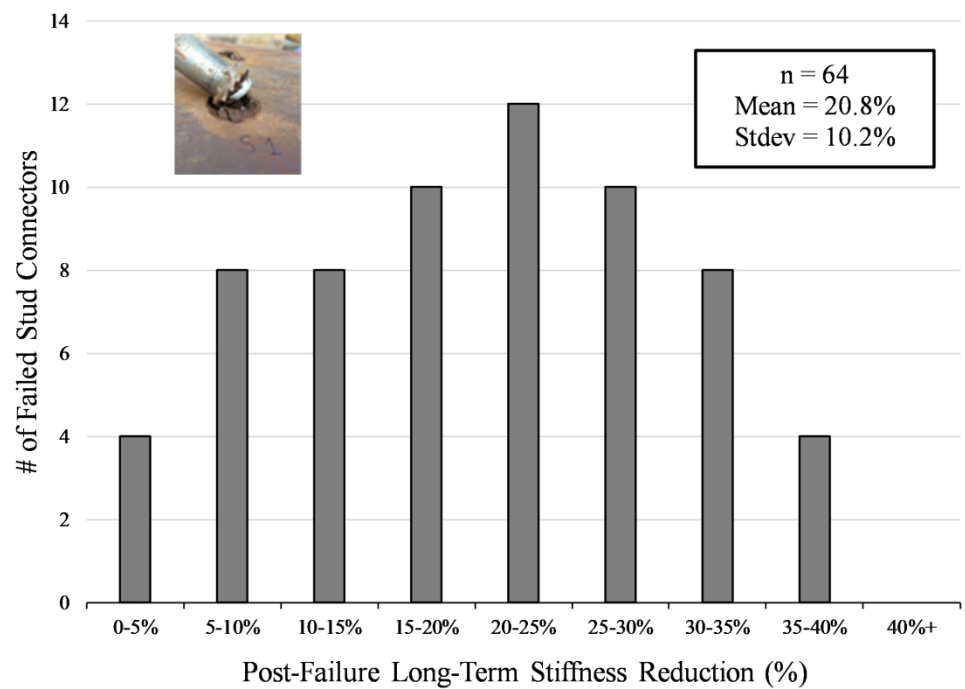 14
12
10
8
6
4
2
0
# of Failed Stud Connectors
S1
n = 64
Mean = 20.8%
Stdev = 10.2%
0-5%
5-10%
10-15%
15-20%
20-25%
25-30%
30-35%
35-40%
40%+
Post-Failure Long-Term Stiffness Reduction (%)